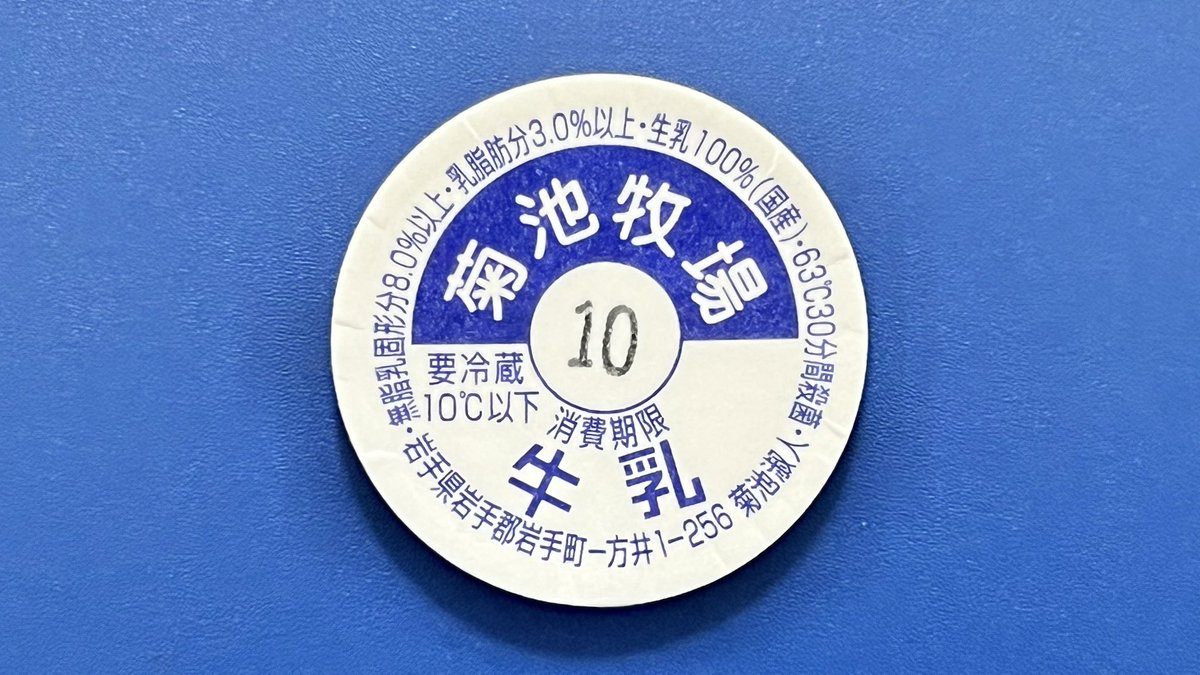 無脂乳固形分8.0%以上・乳脂肪分3.0%以上・生乳100%(国産)・63℃30分間殺菌・
岩手県岩手郡岩手町一方井1-256 菊池
菊池牧場
10
要冷蔵
10℃以下
消費期限
牛乳